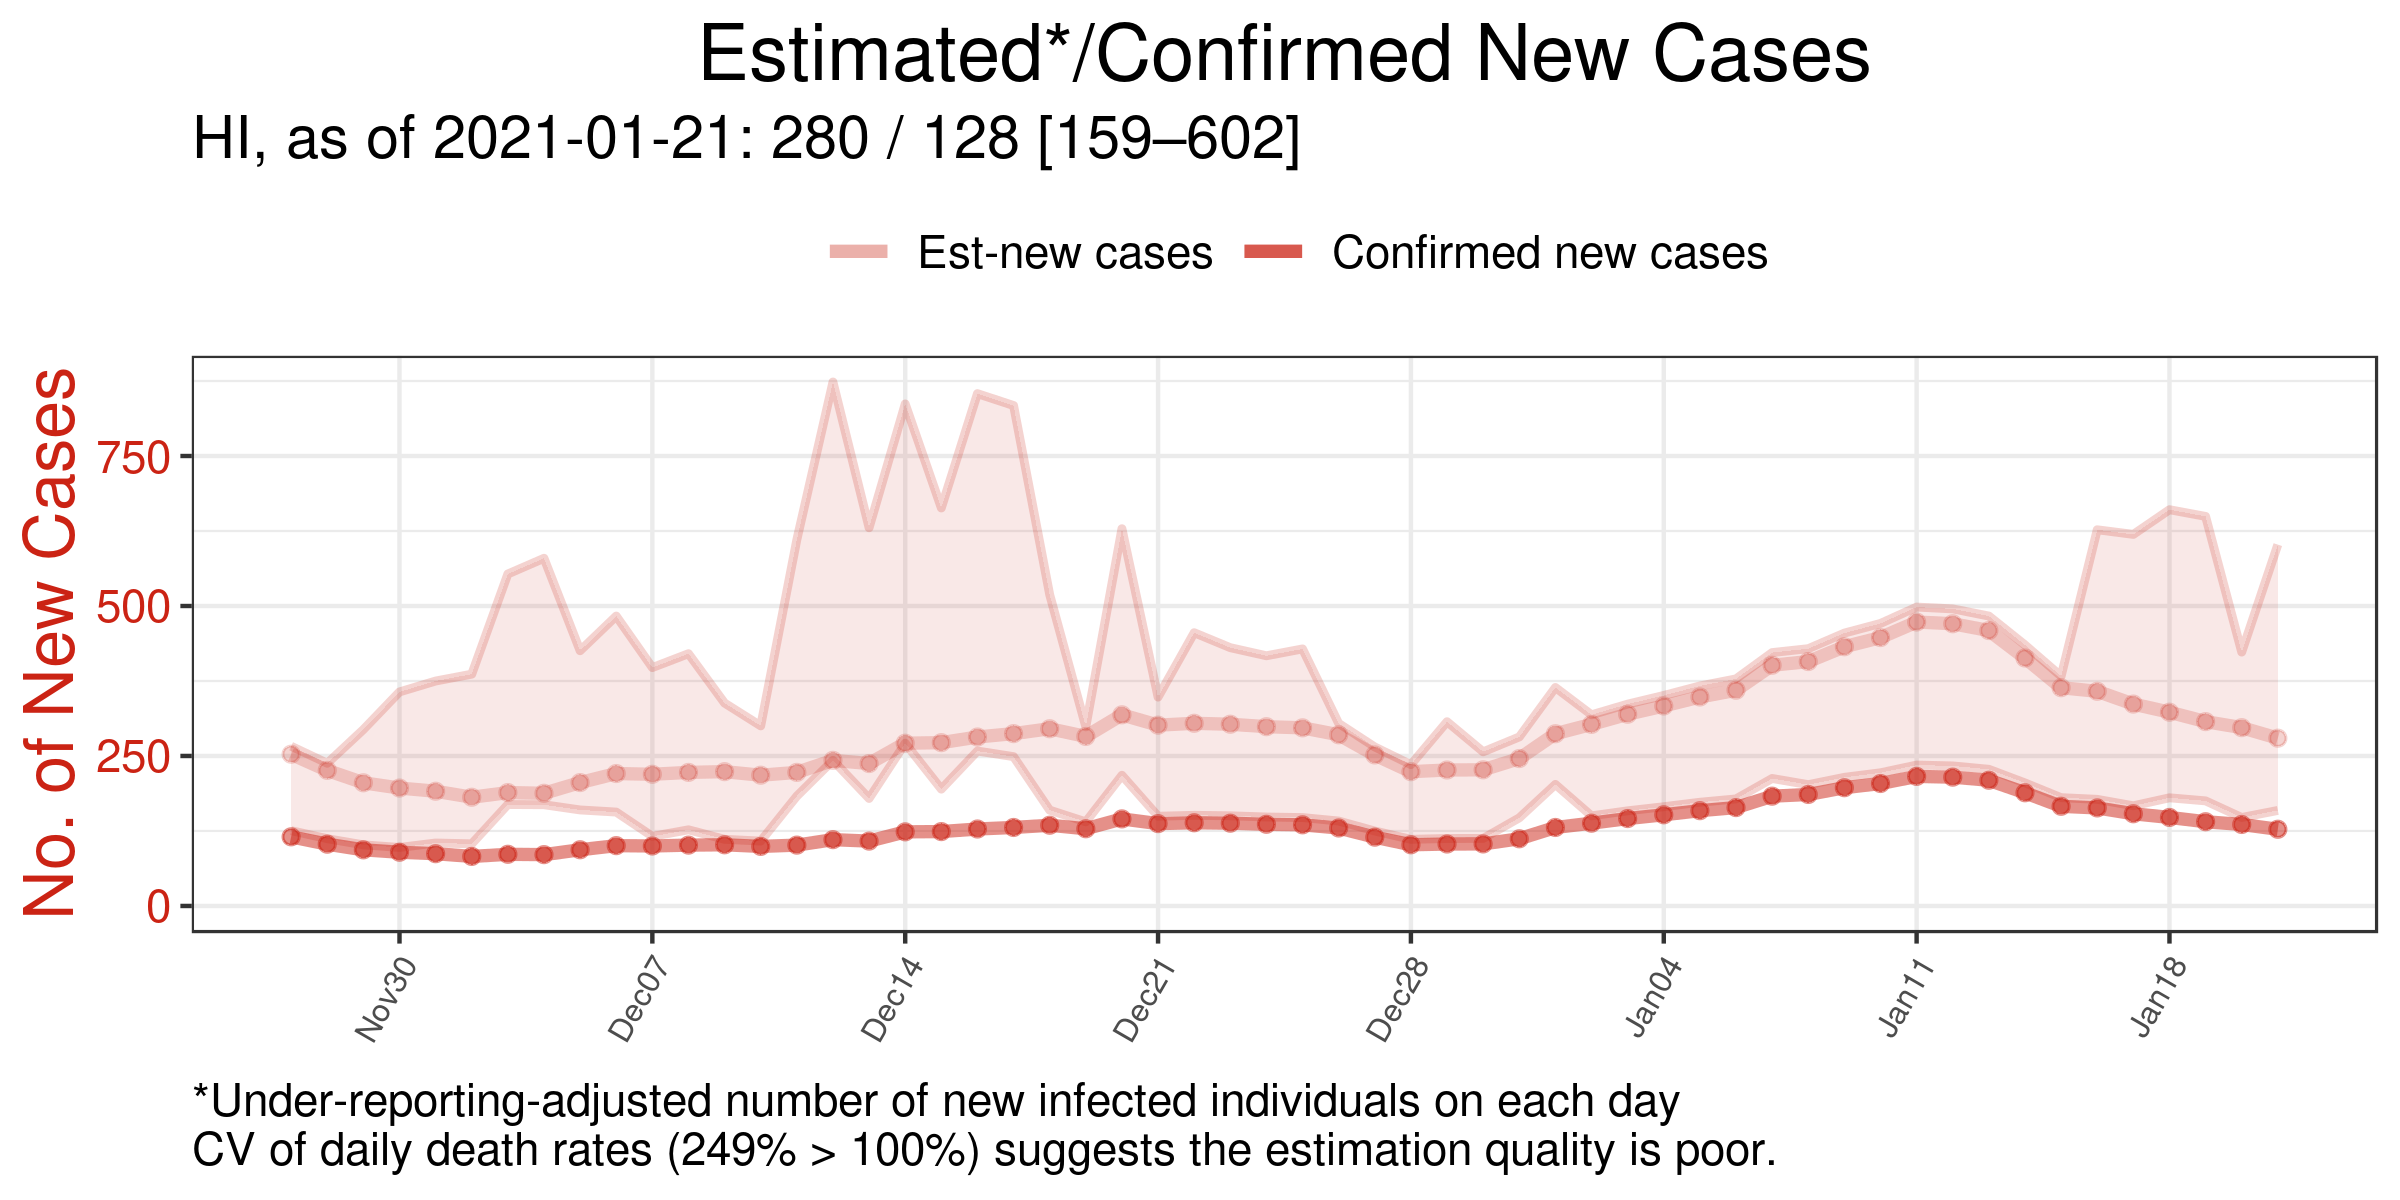 Estimated*/Confirmed New Cases
HI, as of 2021-01-21: 280 / 128 [159–602]
Est-new cases
Confirmed new cases
No. of New Cases
750
500
250
0
Nov30
Dec07
Dec14
Dec21
Dec28
Jan04
Jan11
Jan18
*Under-reporting-adjusted number of new infected individuals on each day
CV of daily death rates (249% > 100%) suggests the estimation quality is poor.